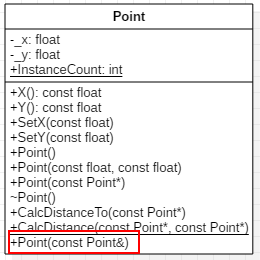 Point
-_x: float
-_y: float
+InstanceCount: int
+X(): const float
+Y(): const float
+SetX(const float)
+SetY(const float)
+Point()
+Point(const float, const float)
+Point(const Point*)
~Point()
+CalcDistanceTo(const Point*)
+CalcDistance(const Point*, const Point*)
+Point(const Point&)